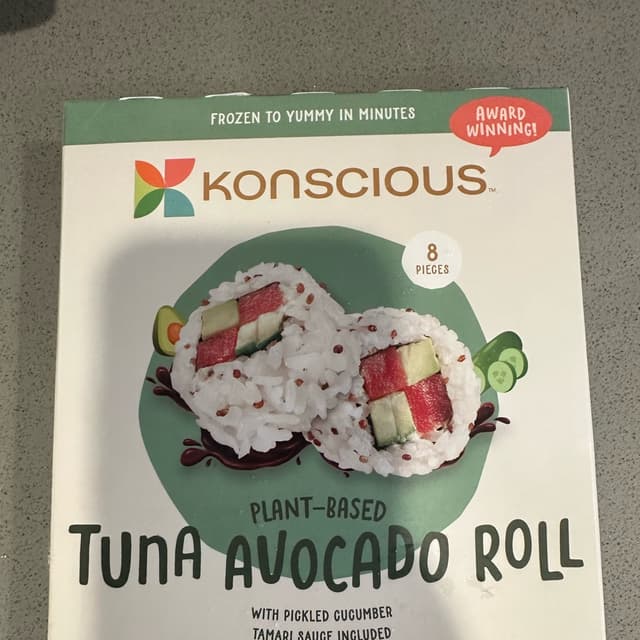 FROZEN TO YUMMY IN MINUTES
AWARD
WINNING!
KONSCIOUS™
8
PIECES
PLANT-BASED
TUNA AVOCADO ROLL
WITH PICKLED CUCUMBER
TAMARI SAUCE INCLUDED